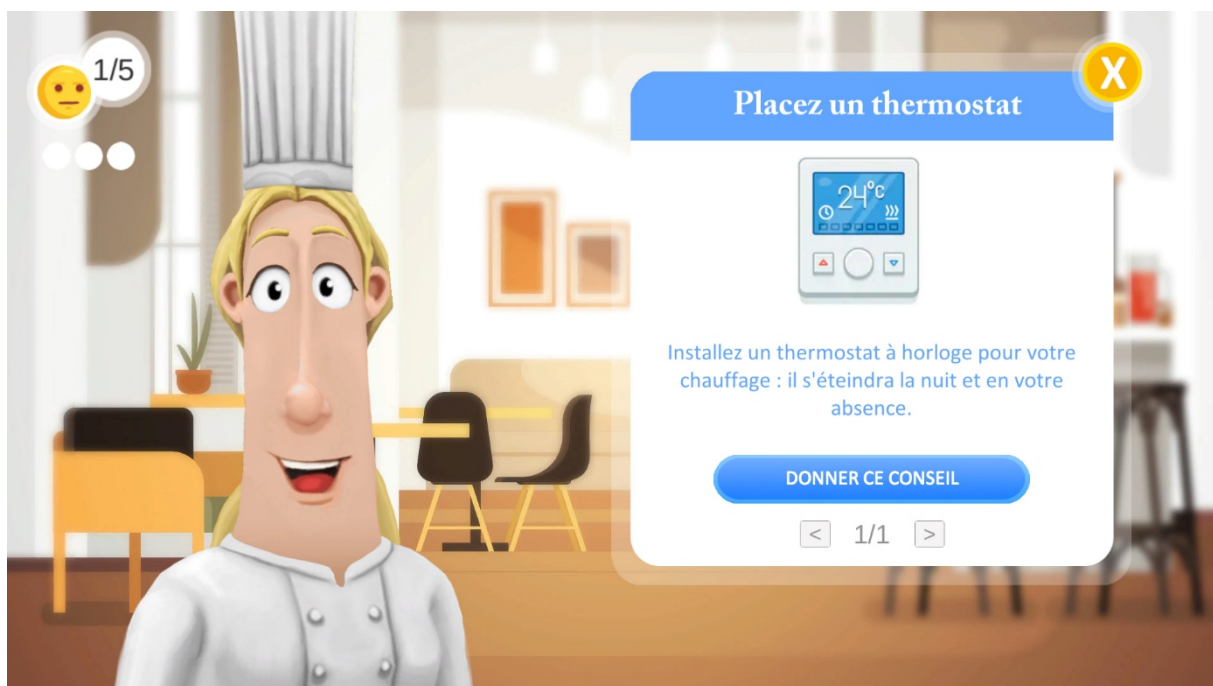 1/5
X
Placez un thermostat
24°C
Installez un thermostat à horloge pour votre
chauffage : il s'éteindra la nuit et en votre
absence.
DONNER CE CONSEIL
< 1/1 >